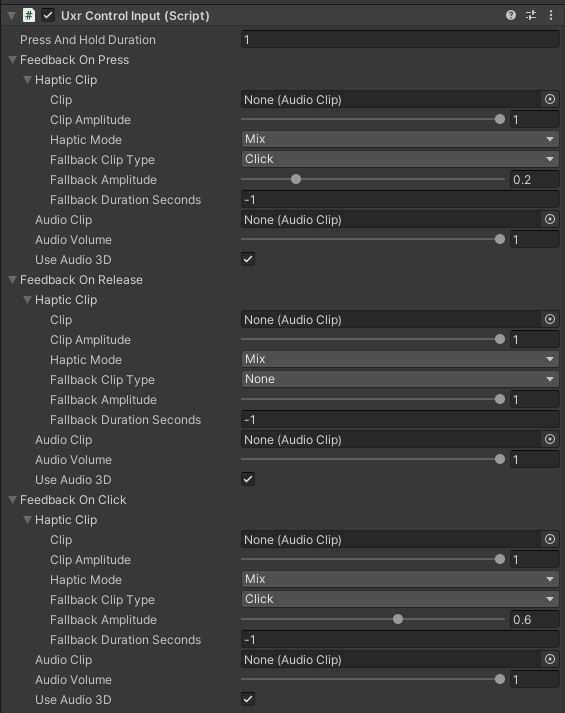 # Uxr Control Input (Script)
Press And Hold Duration 1
Feedback On Press
Haptic Clip
Clip None (Audio Clip)
Clip Amplitude 1
Haptic Mode Mix
Fallback Clip Type Click
Fallback Amplitude 0.2
Fallback Duration Seconds -1
Audio Clip None (Audio Clip)
Audio Volume 1
Use Audio 3D
Feedback On Release
Haptic Clip
Clip None (Audio Clip)
Clip Amplitude 1
Haptic Mode Mix
Fallback Clip Type None
Fallback Amplitude 1
Fallback Duration Seconds -1
Audio Clip None (Audio Clip)
Audio Volume 1
Use Audio 3D
Feedback On Click
Haptic Clip
Clip None (Audio Clip)
Clip Amplitude 1
Haptic Mode Mix
Fallback Clip Type Click
Fallback Amplitude 0.6
Fallback Duration Seconds -1
Audio Clip None (Audio Clip)
Audio Volume 1
Use Audio 3D